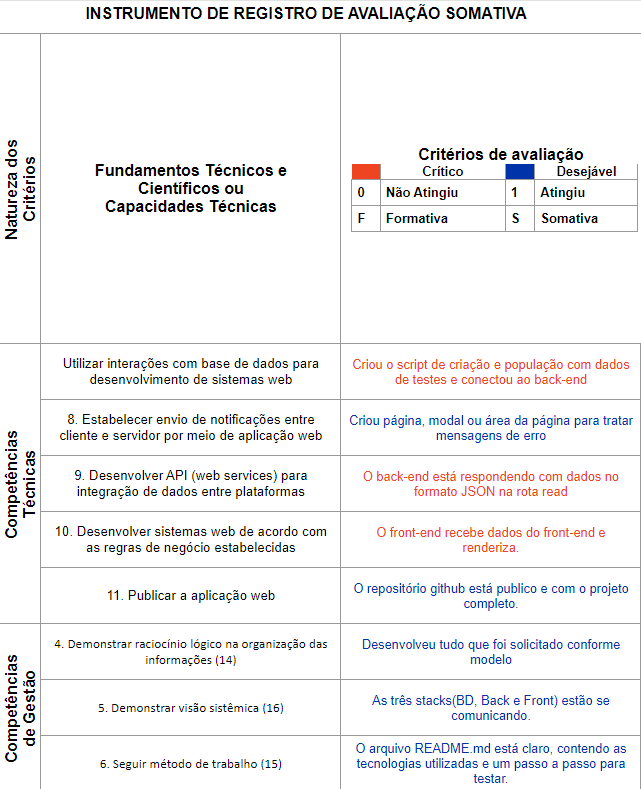 INSTRUMENTO DE REGISTRO DE AVALIAÇÃO SOMATIVA
Natureza dos
Critérios
Fundamentos Técnicos e
Científicos ou
Capacidades Técnicas
Critérios de avaliação
Crítico Desejável
0 Não Atingiu 1 Atingiu
F Formativa S Somativa
Competências
Técnicas
Utilizar interações com base de dados para
desenvolvimento de sistemas web
Criou o script de criação e população com dados
de testes e conectou ao back-end
8. Estabelecer envio de notificações entre
cliente e servidor por meio de aplicação web
Criou página, modal ou área da página para tratar
mensagens de erro
9. Desenvolver API (web services) para
integração de dados entre plataformas
O back-end está respondendo com dados no
formato JSON na rota read
10. Desenvolver sistemas web de acordo com
as regras de negócio estabelecidas
O front-end recebe dados do front-end e
renderiza.
11. Publicar a aplicação web
O repositório github está publico e com o projeto
completo.
Competências
de Gestão
4. Demonstrar raciocínio lógico na organização das
informações (14)
Desenvolveu tudo que foi solicitado conforme
modelo
5. Demonstrar visão sistêmica (16)
As três stacks(BD, Back e Front) estão se
comunicando.
6. Seguir método de trabalho (15)
O arquivo README.md está claro, contendo as
tecnologias utilizadas e um passo a passo para
testar.